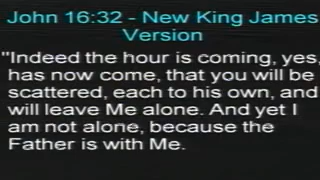 John 16:32 - New King James
Version
"Indeed the hour is coming, yes,
has now come, that you will be
scattered, each to his own, and
will leave Me alone. And yet I
am not alone, because the
Father is with Me.